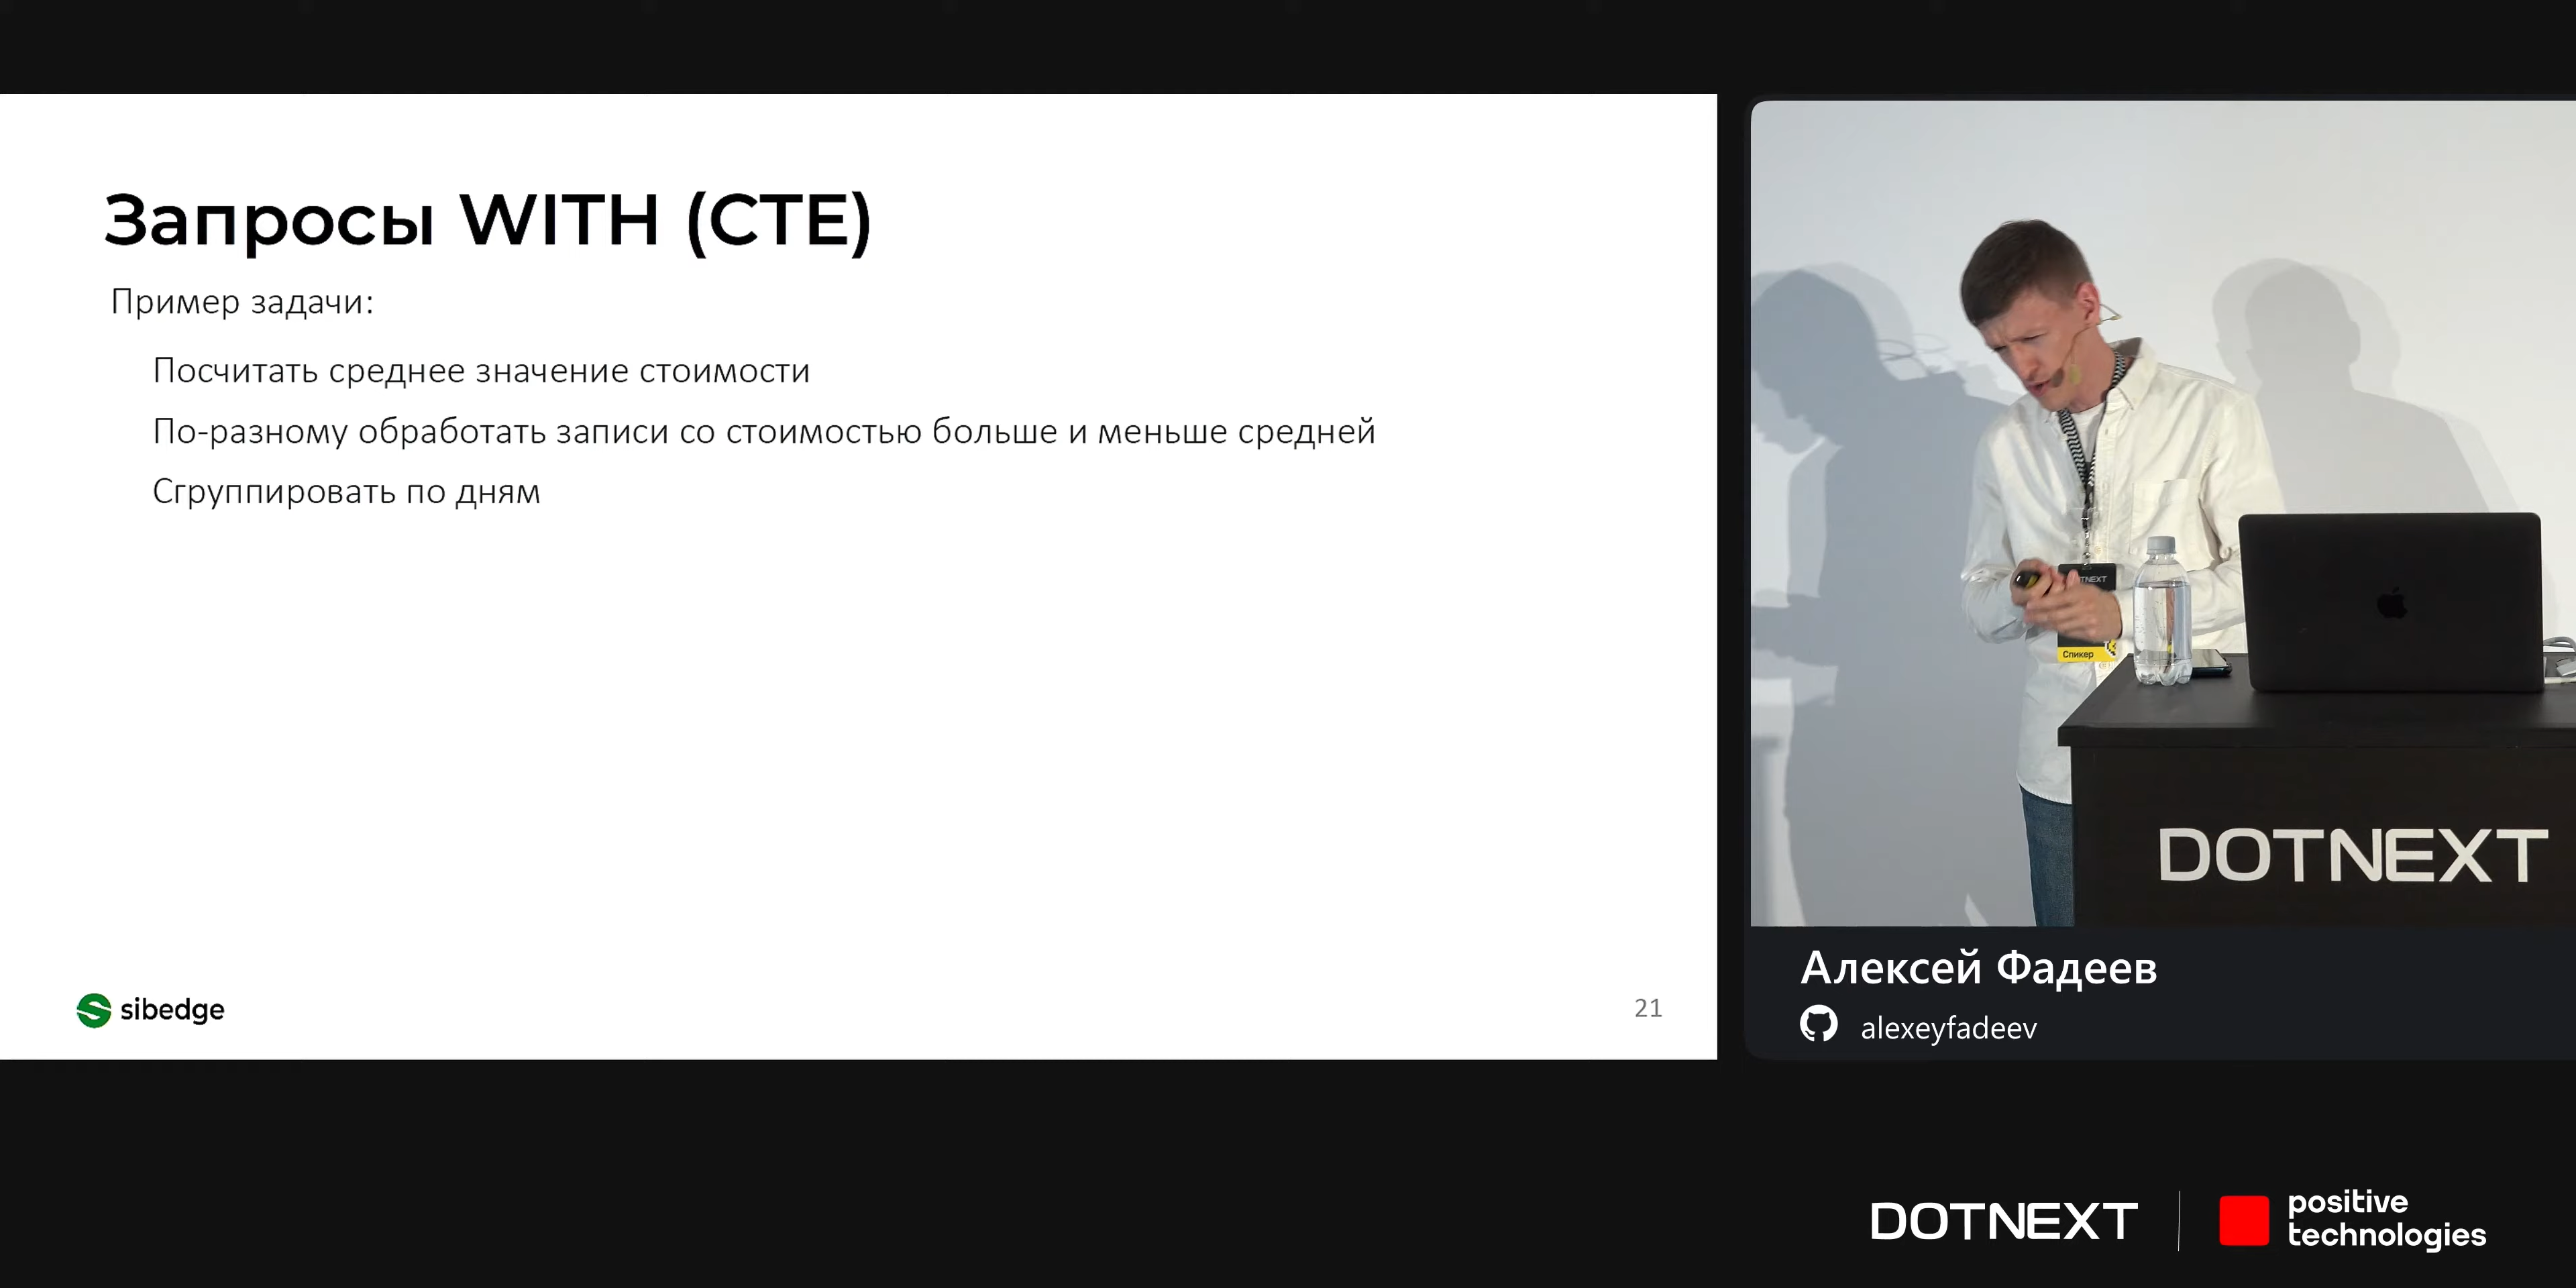 Запросы WITH (CTE)
Пример задачи:
Посчитать среднее значение стоимости
По-разному обработать записи со стоимостью больше и меньше средней
Сгруппировать по дням
sibedge
21
Спикер
DOTNEXT
Алексей Фадеев
alexeyfadeev
DOTNEXT
positive
technologies